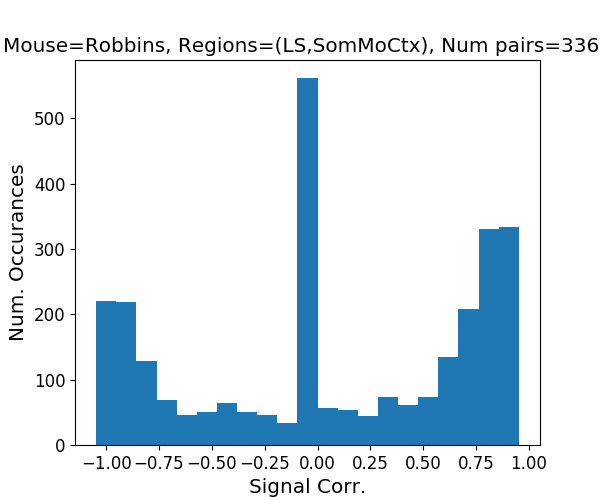 Mouse=Robbins, Regions=(LS,SomMoCtx), Num pairs=336
Num. Occurances
500
400
300
200
100
0
−1.00 −0.75 −0.50 −0.25 0.00 0.25 0.50 0.75 1.00
Signal Corr.